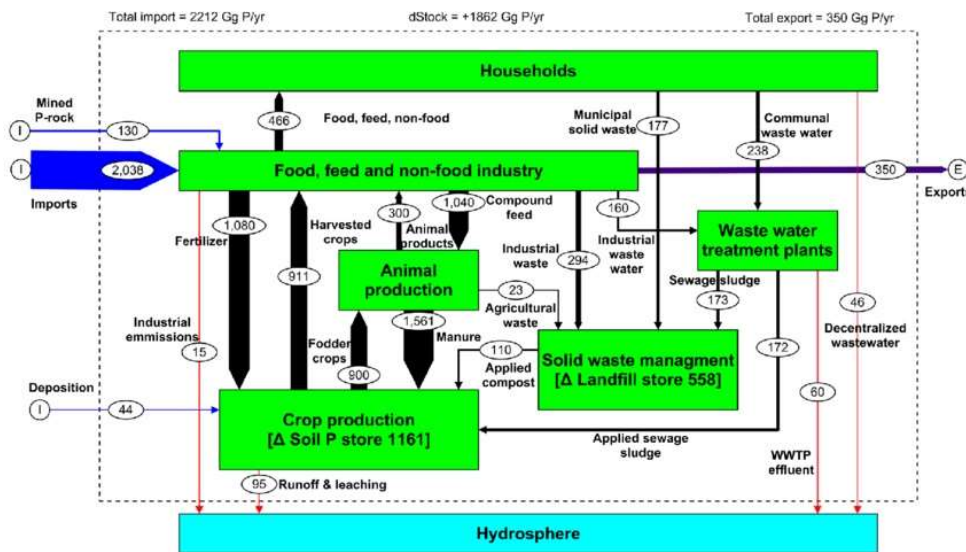 Total import = 2212 Gg P/yr
dStock = +1862 Gg P/yr
Total export = 350 Gg P/yr
Households
Mined
P-rock
I
130
466
Food, feed, non-food
Municipal
solid waste
177
Communal
waste water
238
I
2,038
Imports
Food, feed and non-food industry
350
E
Exports
1,080
Fertilizer
Harvested
crops
911
300
Animal
products
1,040
Compound
feed
Industrial
waste
294
160
Industrial
waste
water
Waste water
treatment plants
Animal
production
23
Agricultural
waste
Sewage sludge
173
172
46
Decentralized
wastewater
Industrial
emmissions
15
Fodder
crops
900
1,561
Manure
110
Applied
compost
Solid waste managment
[Δ Landfill store 558]
Deposition
I
44
Crop production
[Δ Soil P store 1161]
Applied sewage
sludge
60
WWTP
effluent
95
Runoff & leaching
Hydrosphere